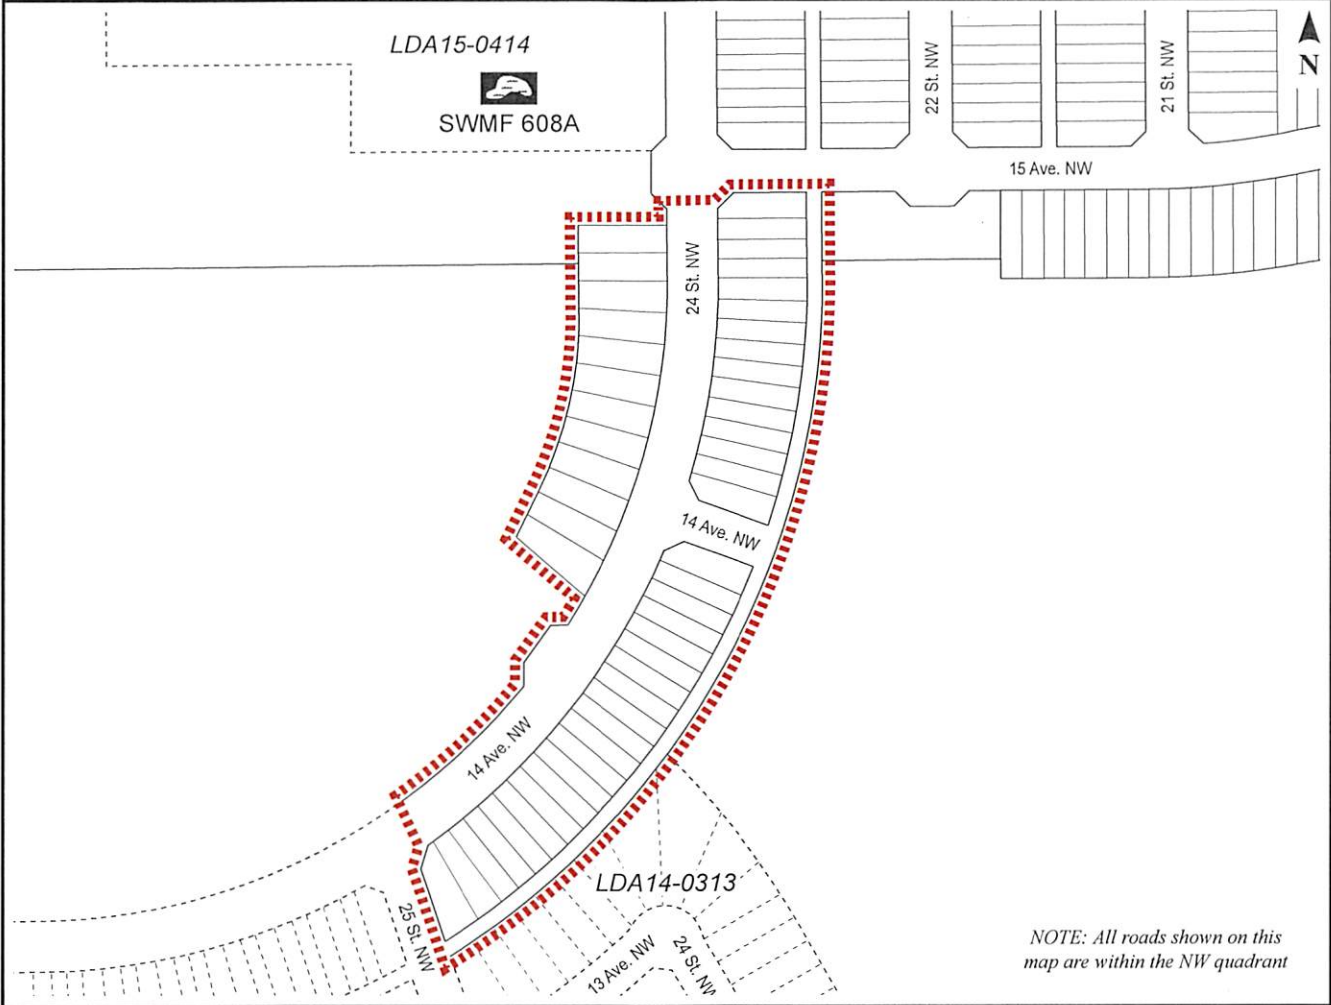 LDA15-0414
SWMF 608A
22 St. NW
21 St. NW
N
15 Ave. NW
24 St. NW
14 Ave. NW
14 Ave. NW
LDA14-0313
25 St. NW
13 Ave. NW
24 St. NW
NOTE: All roads shown on this
map are within the NW quadrant